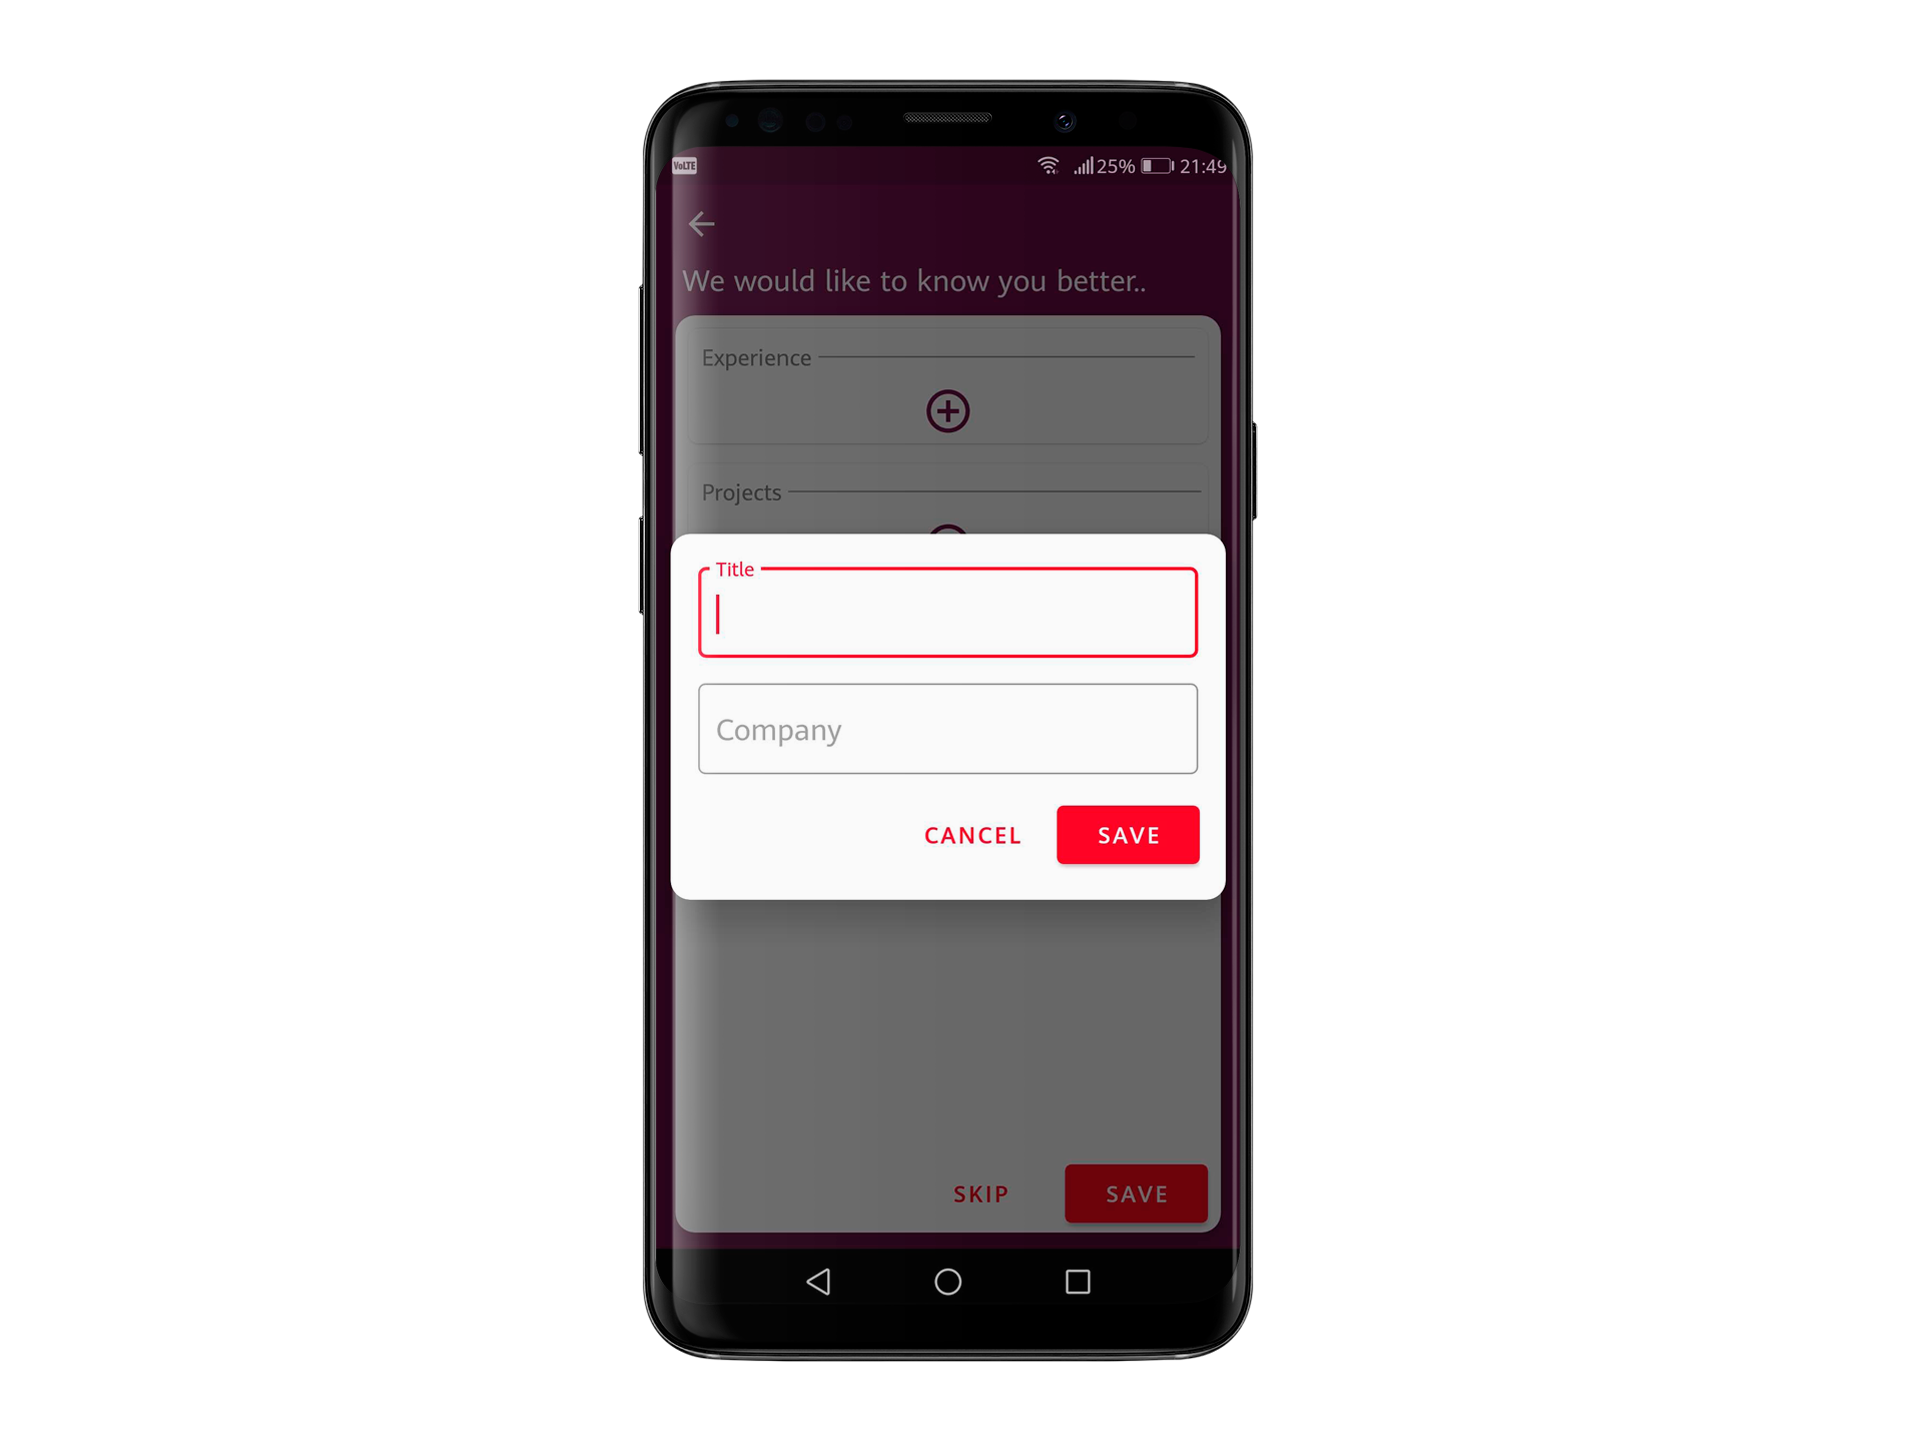 VoLTE 25% 21:49
We would like to know you better..
Experience
Projects
Title
Company
CANCEL SAVE
SKIP SAVE